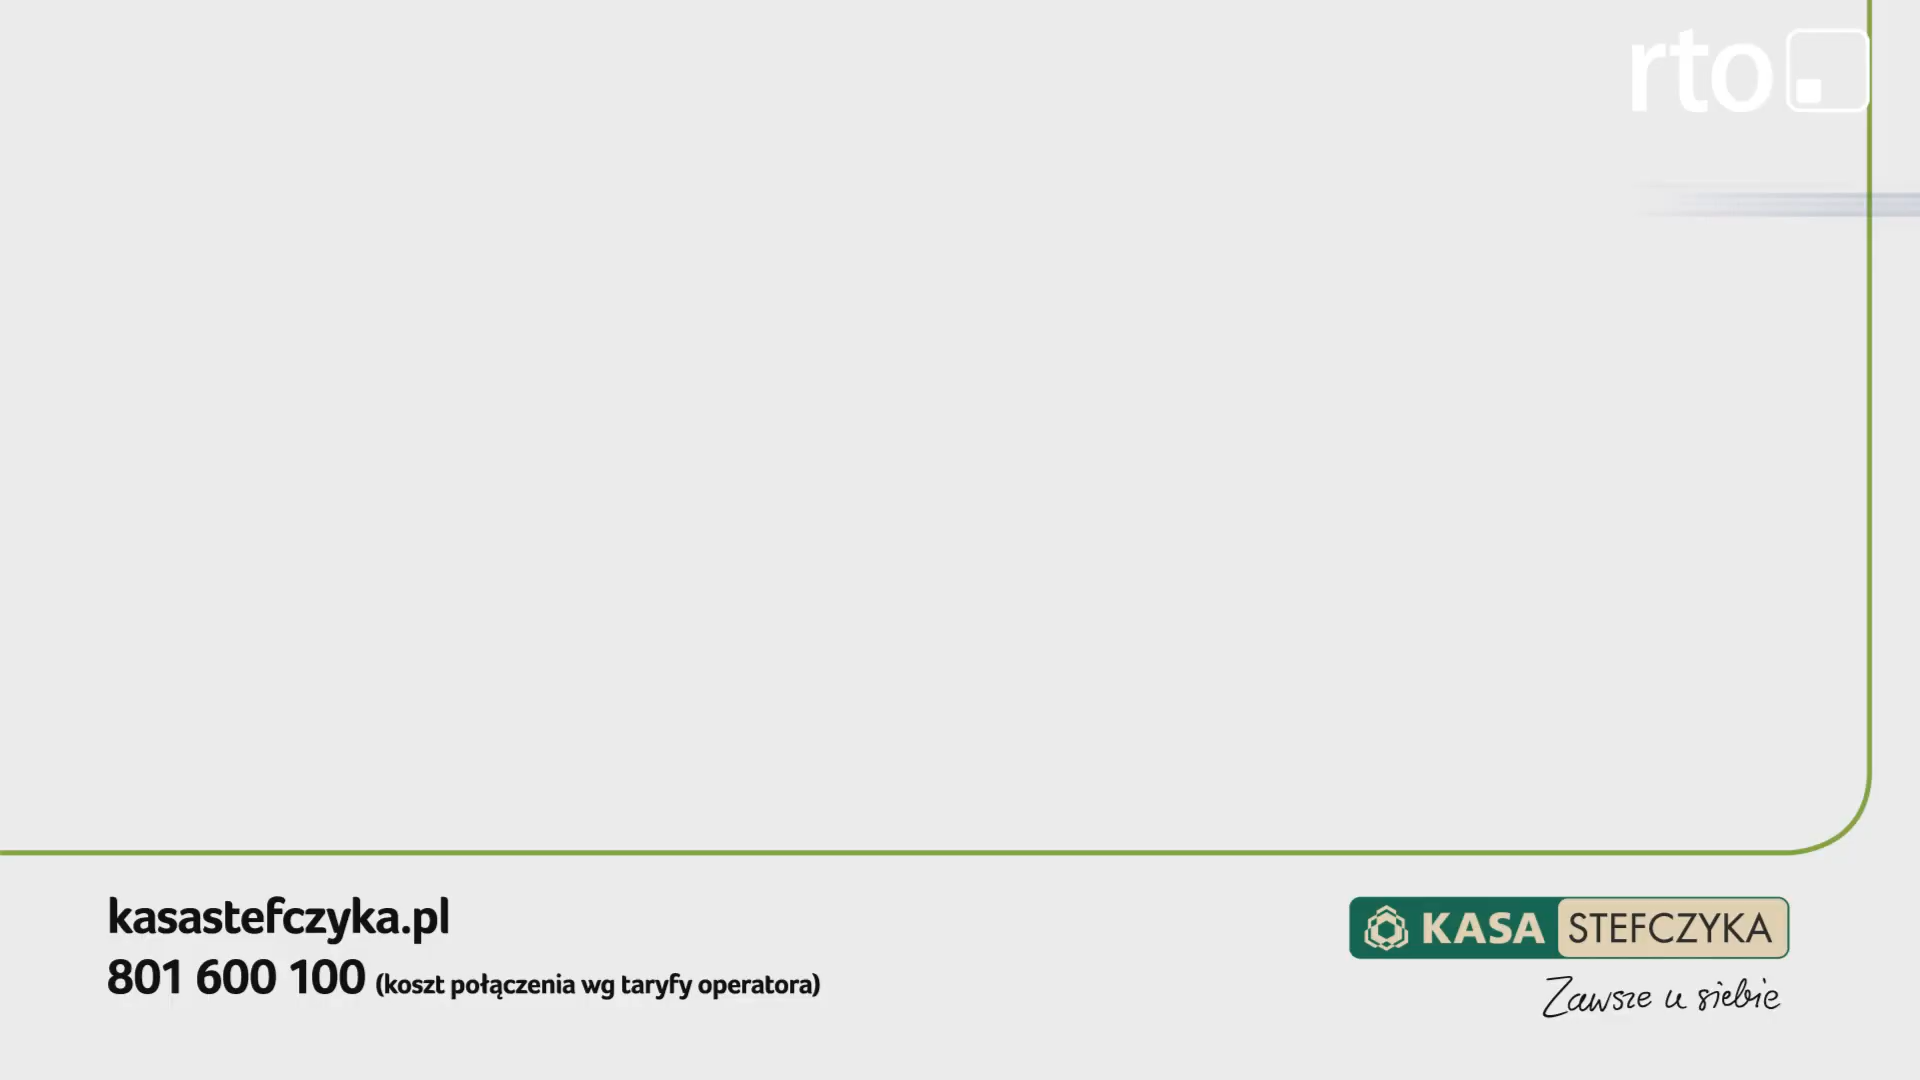 rto
kasastefczyka.pl
801 600 100 (koszt połączenia wg taryfy operatora)
KASA STEFCZYKA
Zawsze u siebie